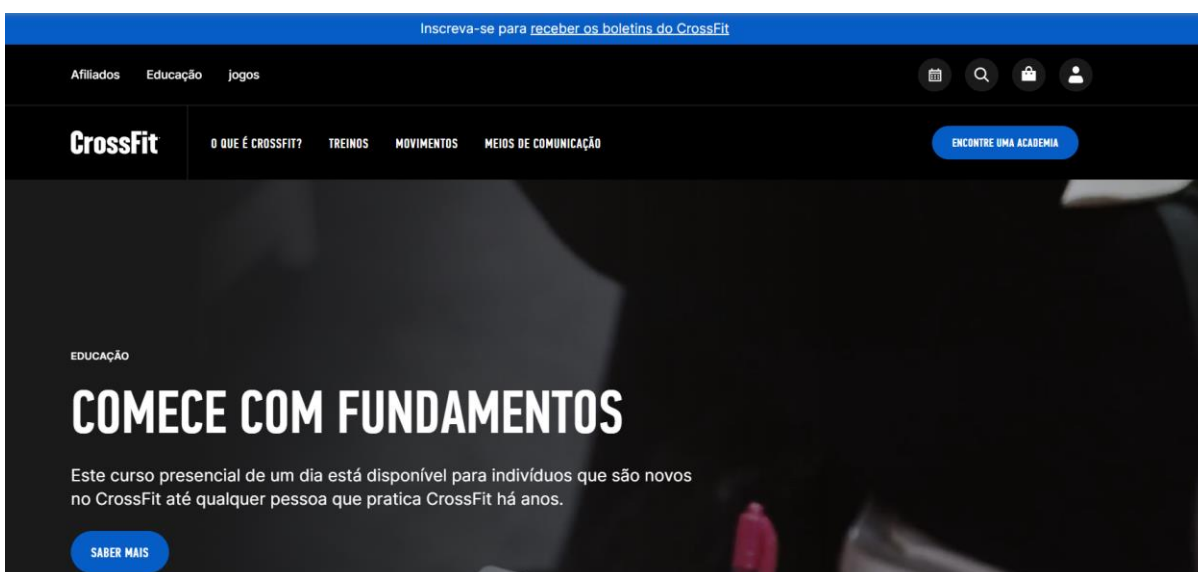 Inscreva-se para receber os boletins do CrossFit
Afiliados Educação jogos
CrossFit O QUE É CROSSFIT? TREINOS MOVIMENTOS MEIOS DE COMUNICAÇÃO ENCONTRE UMA ACADEMIA
EDUCAÇÃO
COMECE COM FUNDAMENTOS
Este curso presencial de um dia está disponível para indivíduos que são novos
no CrossFit até qualquer pessoa que pratica CrossFit há anos.
SABER MAIS